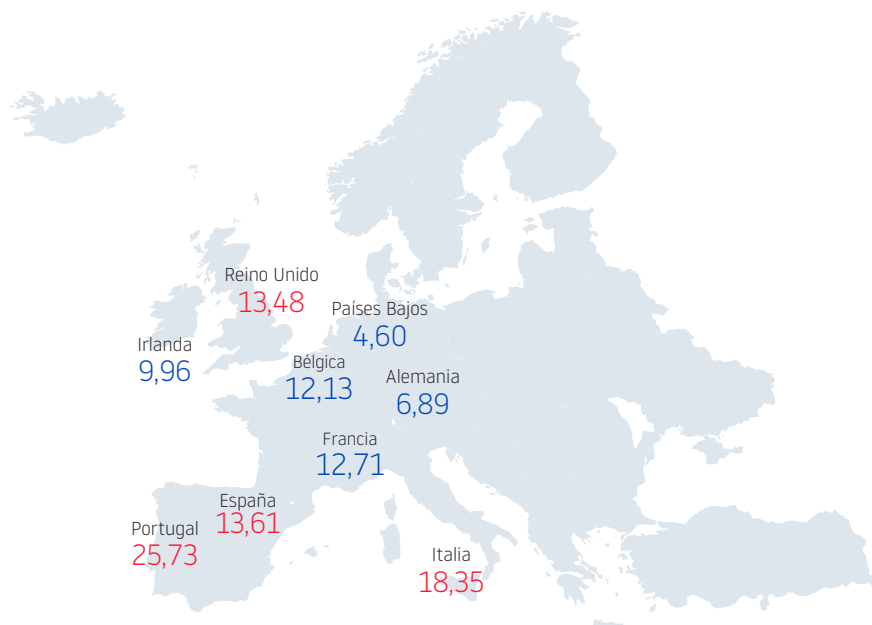 Reino Unido
13,48
Países Bajos
4,60
Irlanda
9,96
Bélgica
12,13
Alemania
6,89
Francia
12,71
España
13,61
Portugal
25,73
Italia
18,35